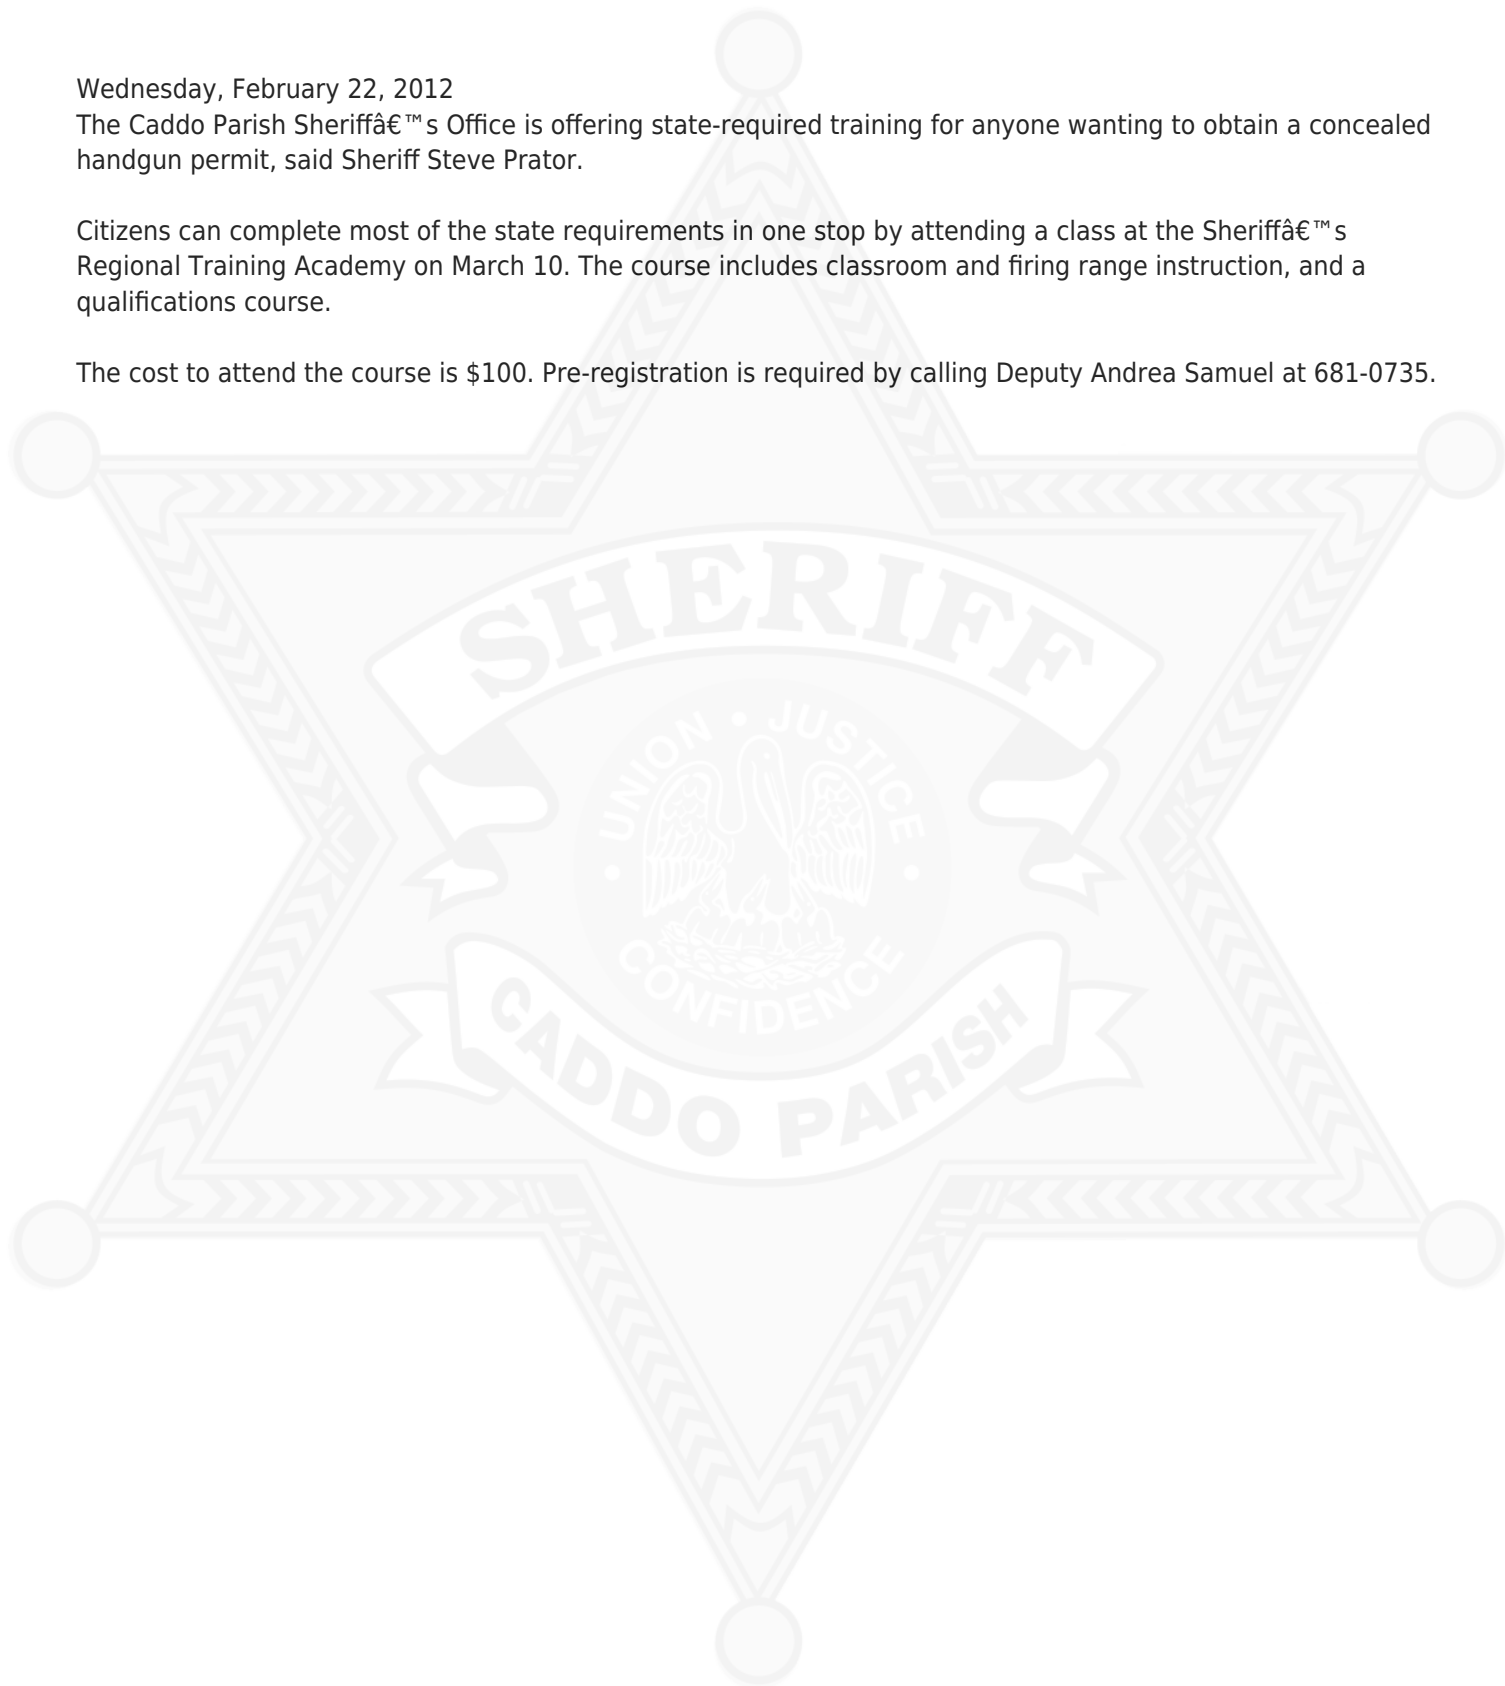 Wednesday, February 22, 2012
The Caddo Parish Sheriffâ€™s Office is offering state-required training for anyone wanting to obtain a concealed
handgun permit, said Sheriff Steve Prator.
Citizens can complete most of the state requirements in one stop by attending a class at the Sheriffâ€™s
Regional Training Academy on March 10. The course includes classroom and firing range instruction, and a
qualifications course.
The cost to attend the course is $100. Pre-registration is required by calling Deputy Andrea Samuel at 681-0735.
SHERIFF
UNION • JUSTICE
• CONFIDENCE •
CADDO PARISH